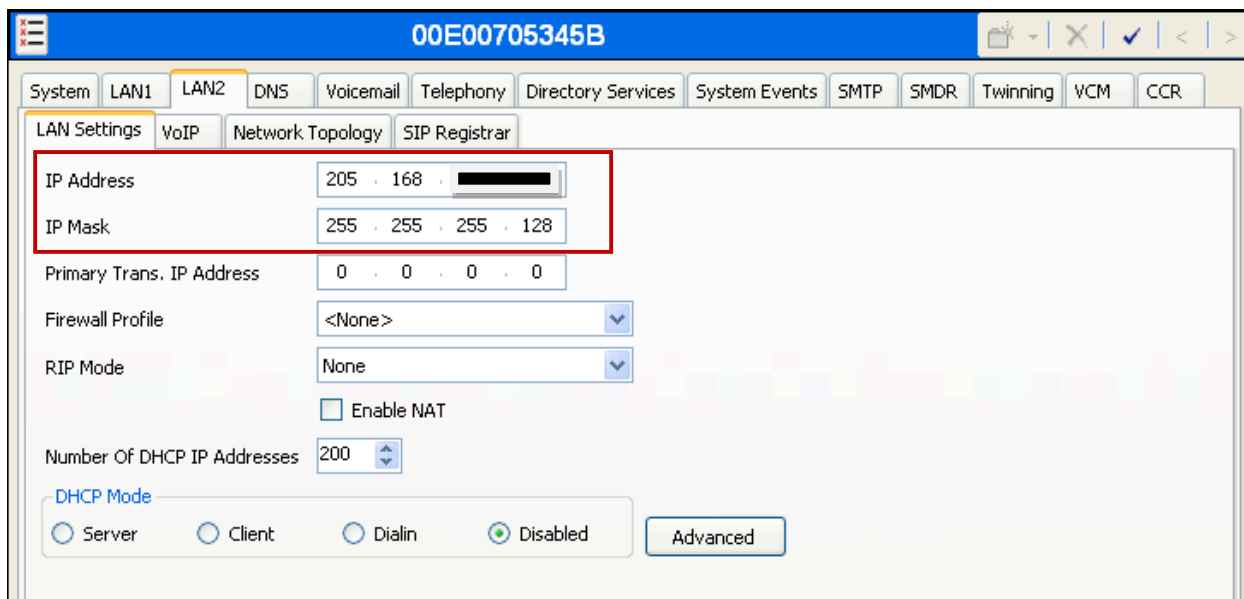 00E00705345B
System LAN1 LAN2 DNS Voicemail Telephony Directory Services System Events SMTP SMDR Twinning VCM CCR
LAN Settings VoIP Network Topology SIP Registrar
IP Address 205 . 168 .
IP Mask 255 . 255 . 255 . 128
Primary Trans. IP Address 0 . 0 . 0 . 0
Firewall Profile <None>
RIP Mode None
Enable NAT
Number Of DHCP IP Addresses 200
DHCP Mode
Server Client Dialin Disabled Advanced